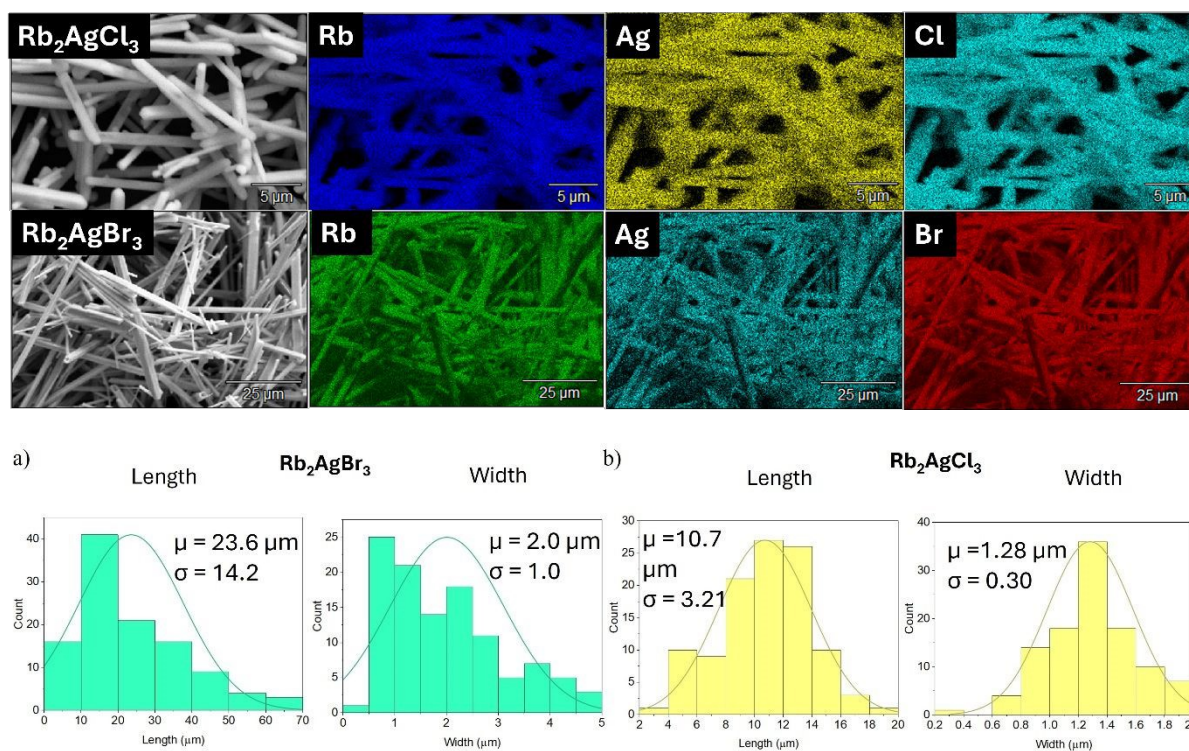 Rb₂AgCl₃ Rb Ag Cl
5 µm 5 µm 5 µm 5 µm
Rb₂AgBr₃ Rb Ag Br
25 µm 25 µm 25 µm 25 µm
a) Rb₂AgBr₃ b) Rb₂AgCl₃
Length Width Length Width
µ = 23.6 µm
σ = 14.2
Count
40
30
20
10
0
0 10 20 30 40 50 60 70
Length (µm)
µ = 2.0 µm
σ = 1.0
Count
25
20
15
10
5
0
0 1 2 3 4 5
Width (µm)
µ =10.7
µm
σ = 3.21
Count
30
25
20
15
10
5
0
2 4 6 8 10 12 14 16 18 20
Length (µm)
µ =1.28 µm
σ = 0.30
Count
40
30
20
10
0
0.2 0.4 0.6 0.8 1.0 1.2 1.4 1.6 1.8
Width (µm)